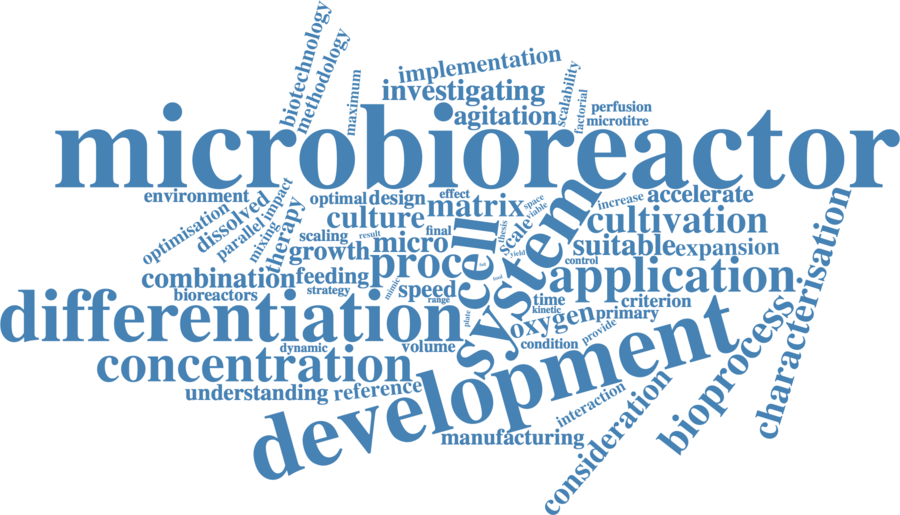 biotechnology
methodology
maximum
implementation
investigating
agitation
scalability
factorial
perfusion
microtitre
microbioreactor
environment
optimisation
dissolved
parallel
impact
mixing
therapy
optimal
design
effect
culture
matrix
space
viable
scale
thesis
yield
increase
accelerate
cultivation
scaling
result
final
growth
micro
cell
system
suitable
expansion
characterisation
combination
feeding
proces
control
application
bioreactors
strategy
mimic
speed
range
time
kinetic
criterion
differentiation
plate
oxygen
primary
provide
dynamic
volume
condition
concentration
development
bioprocess
understanding
reference
interaction
manufacturing
consideration